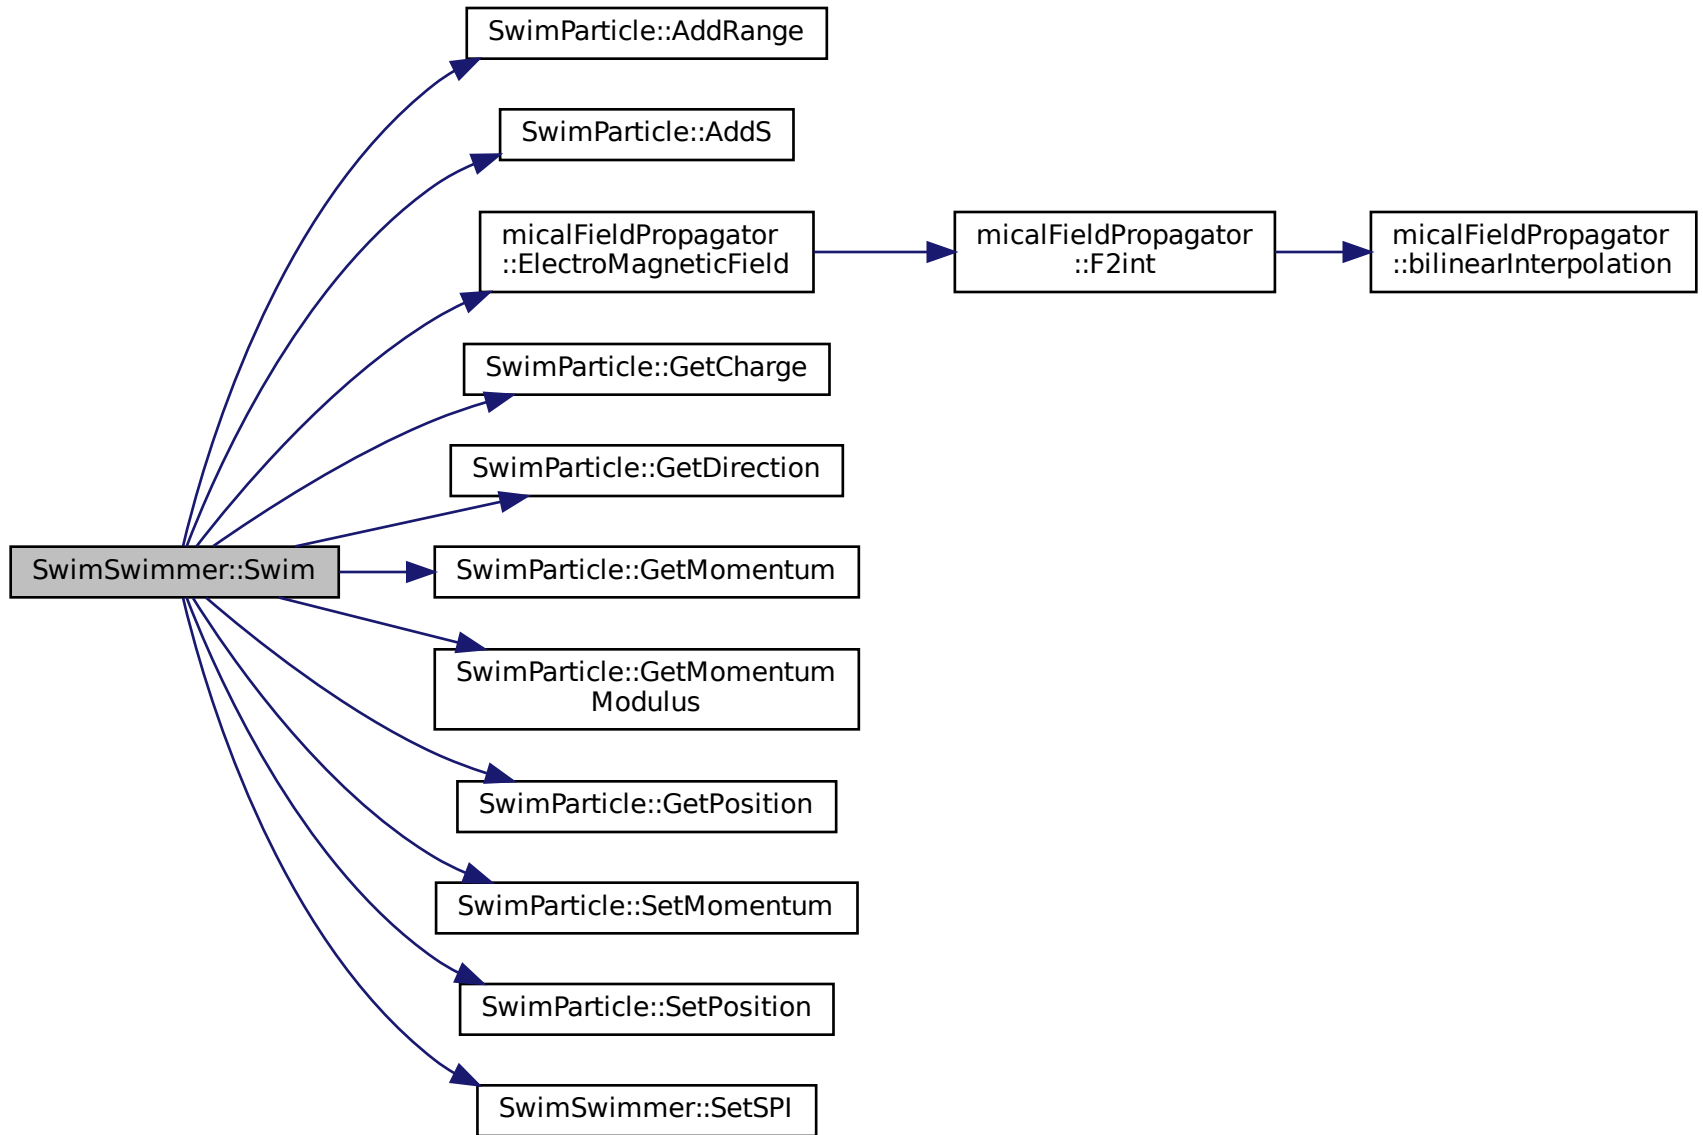 SwimParticle::AddRange
SwimParticle::AddS
micalFieldPropagator
::ElectroMagneticField
micalFieldPropagator
::F2int
micalFieldPropagator
::bilinearInterpolation
SwimParticle::GetCharge
SwimParticle::GetDirection
SwimSwimmer::Swim
SwimParticle::GetMomentum
SwimParticle::GetMomentum
Modulus
SwimParticle::GetPosition
SwimParticle::SetMomentum
SwimParticle::SetPosition
SwimSwimmer::SetSPI